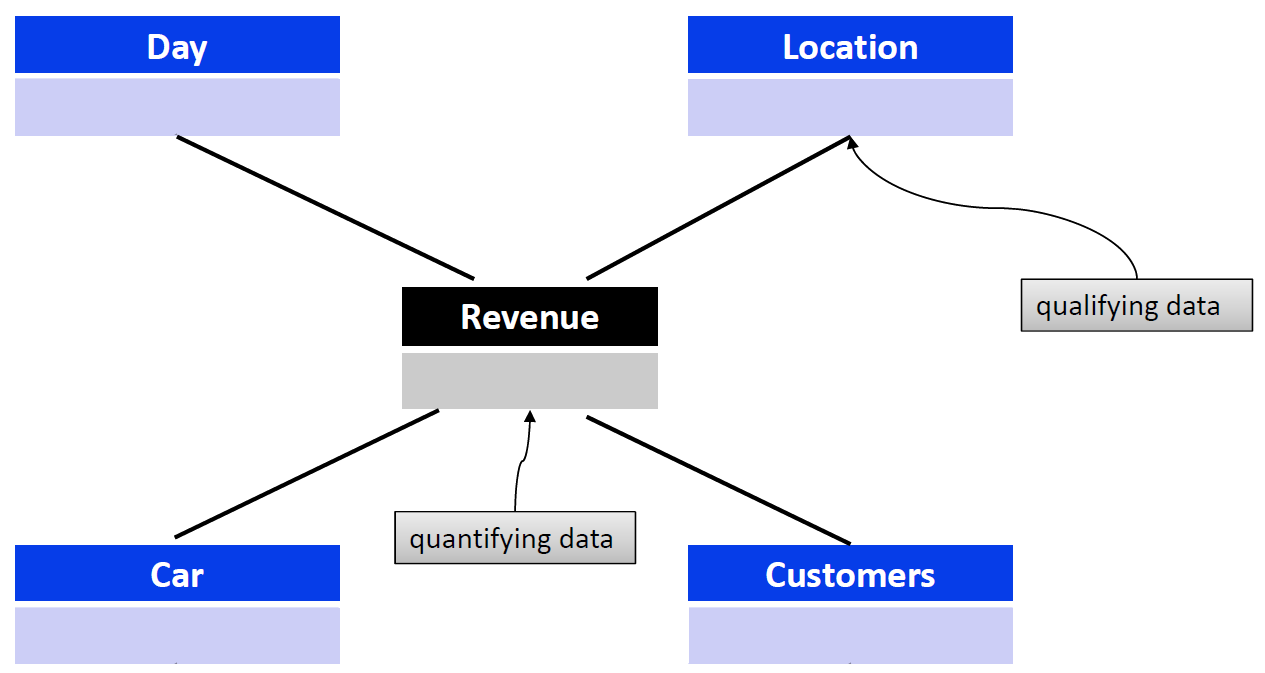 Day
Location
Revenue
qualifying data
quantifying data
Car
Customers